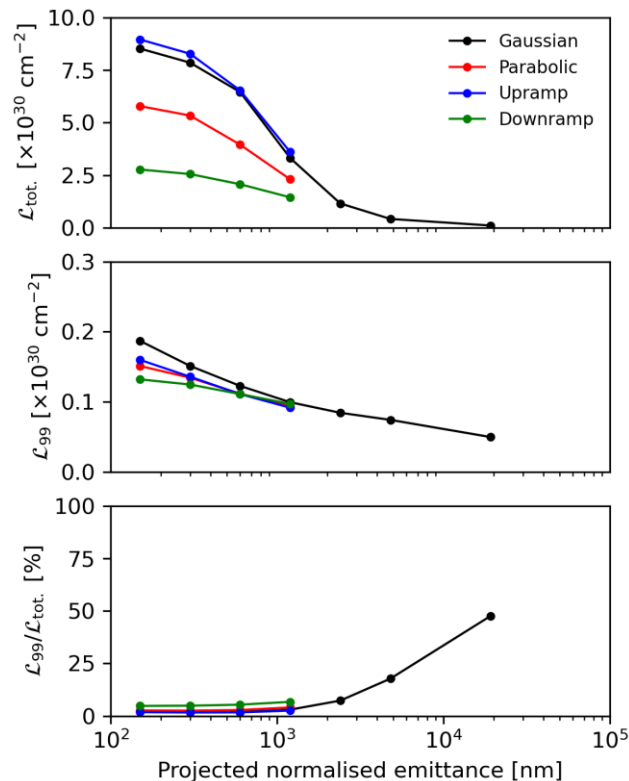 10.0
7.5
5.0
2.5
0.0
ℒtot. [×10³⁰ cm⁻²]
Gaussian
Parabolic
Upramp
Downramp
0.3
0.2
0.1
0.0
ℒ₉₉ [×10³⁰ cm⁻²]
100
75
50
25
0
ℒ₉₉/ℒtot. [%]
10² 10³ 10⁴ 10⁵
Projected normalised emittance [nm]